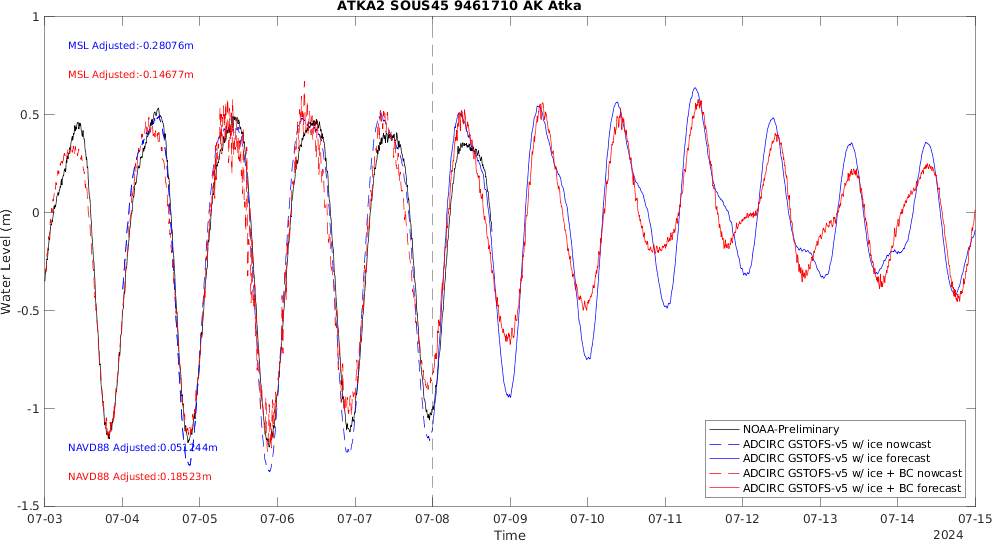 ATKA2 SOUS45 9461710 AK Atka
MSL Adjusted:-0.28076m
MSL Adjusted:-0.14677m
NAVD88 Adjusted:0.051244m
NAVD88 Adjusted:0.18523m
Water Level (m)
1
0.5
0
-0.5
-1
-1.5
NOAA-Preliminary
ADCIRC GSTOFS-v5 w/ ice nowcast
ADCIRC GSTOFS-v5 w/ ice forecast
ADCIRC GSTOFS-v5 w/ ice + BC nowcast
ADCIRC GSTOFS-v5 w/ ice + BC forecast
07-03 07-04 07-05 07-06 07-07 07-08 07-09 07-10 07-11 07-12 07-13 07-14 07-15
Time
2024